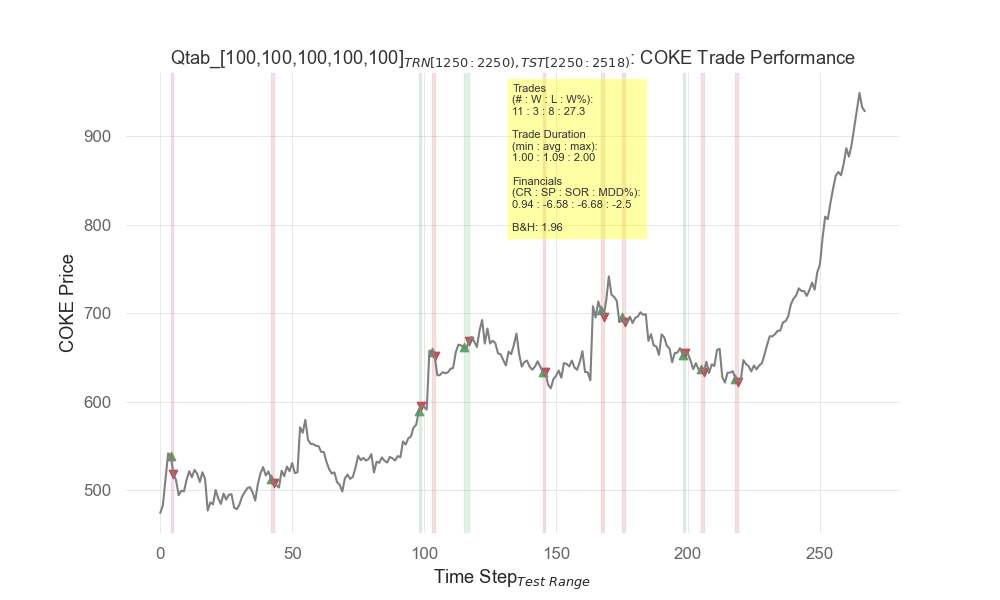 Qtab_[100,100,100,100,100]TRN[1250:2250),TST[2250:2518): COKE Trade Performance
Trades
(# : W : L : W%):
11 : 3 : 8 : 27.3
Trade Duration
(min : avg : max):
1.00 : 1.09 : 2.00
Financials
(CR : SP : SOR : MDD%):
0.94 : -6.58 : -6.68 : -2.5
B&H: 1.96
900
800
700
600
500
COKE Price
0 50 100 150 200 250
Time StepTest Range